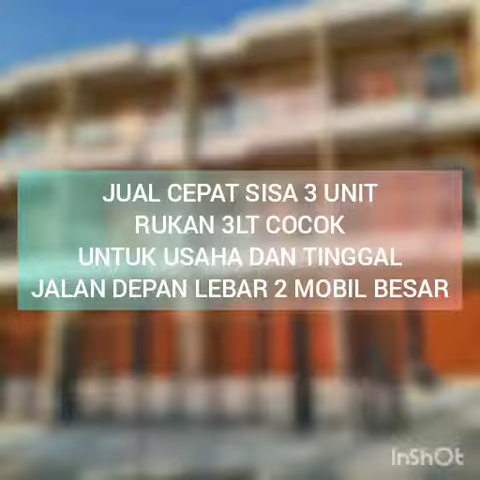 JUAL CEPAT SISA 3 UNIT
RUKAN 3LT COCOK
UNTUK USAHA DAN TINGGAL
JALAN DEPAN LEBAR 2 MOBIL BESAR
InShOt